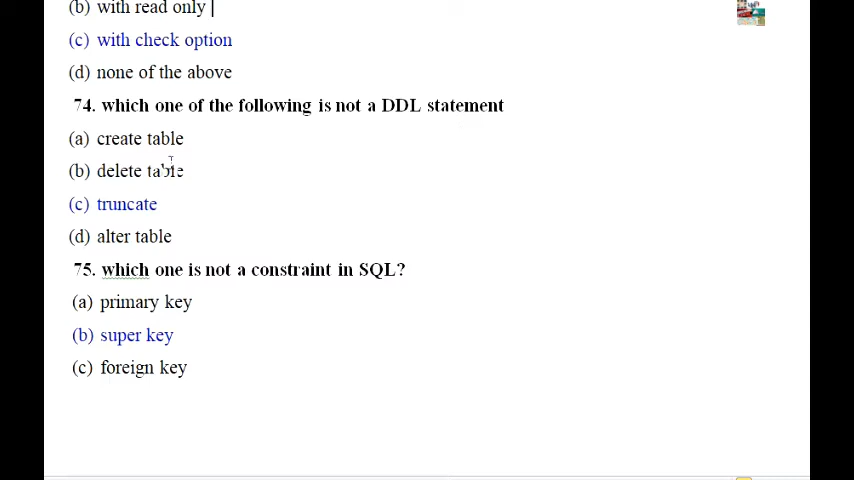 (b) with read only
(c) with check option
(d) none of the above
74. which one of the following is not a DDL statement
(a) create table
(b) delete table
(c) truncate
(d) alter table
75. which one is not a constraint in SQL?
(a) primary key
(b) super key
(c) foreign key